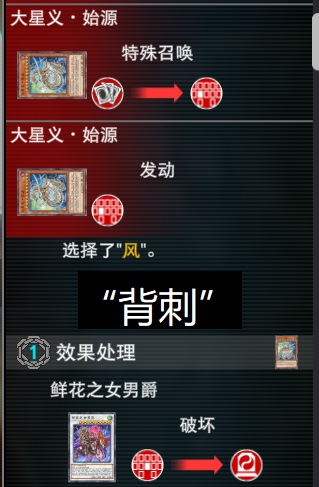 大星义·始源
特殊召唤
大星义·始源
发动
选择了"风"。
“背刺”
1 效果处理
鲜花之女男爵
破坏